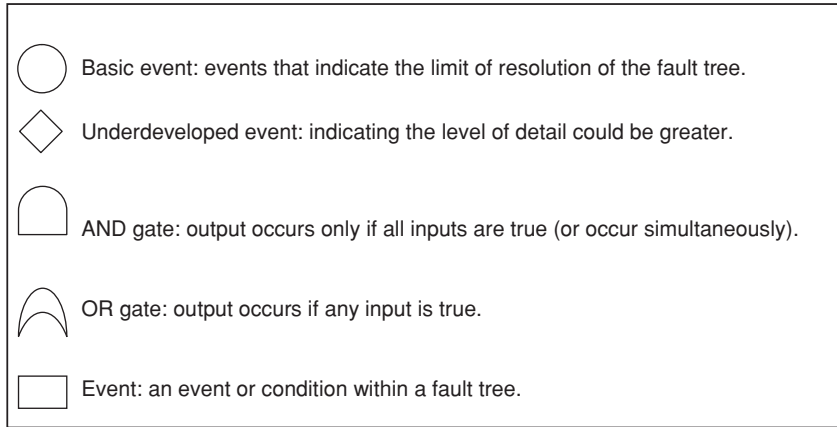 Basic event: events that indicate the limit of resolution of the fault tree.
Underdeveloped event: indicating the level of detail could be greater.
AND gate: output occurs only if all inputs are true (or occur simultaneously).
OR gate: output occurs if any input is true.
Event: an event or condition within a fault tree.